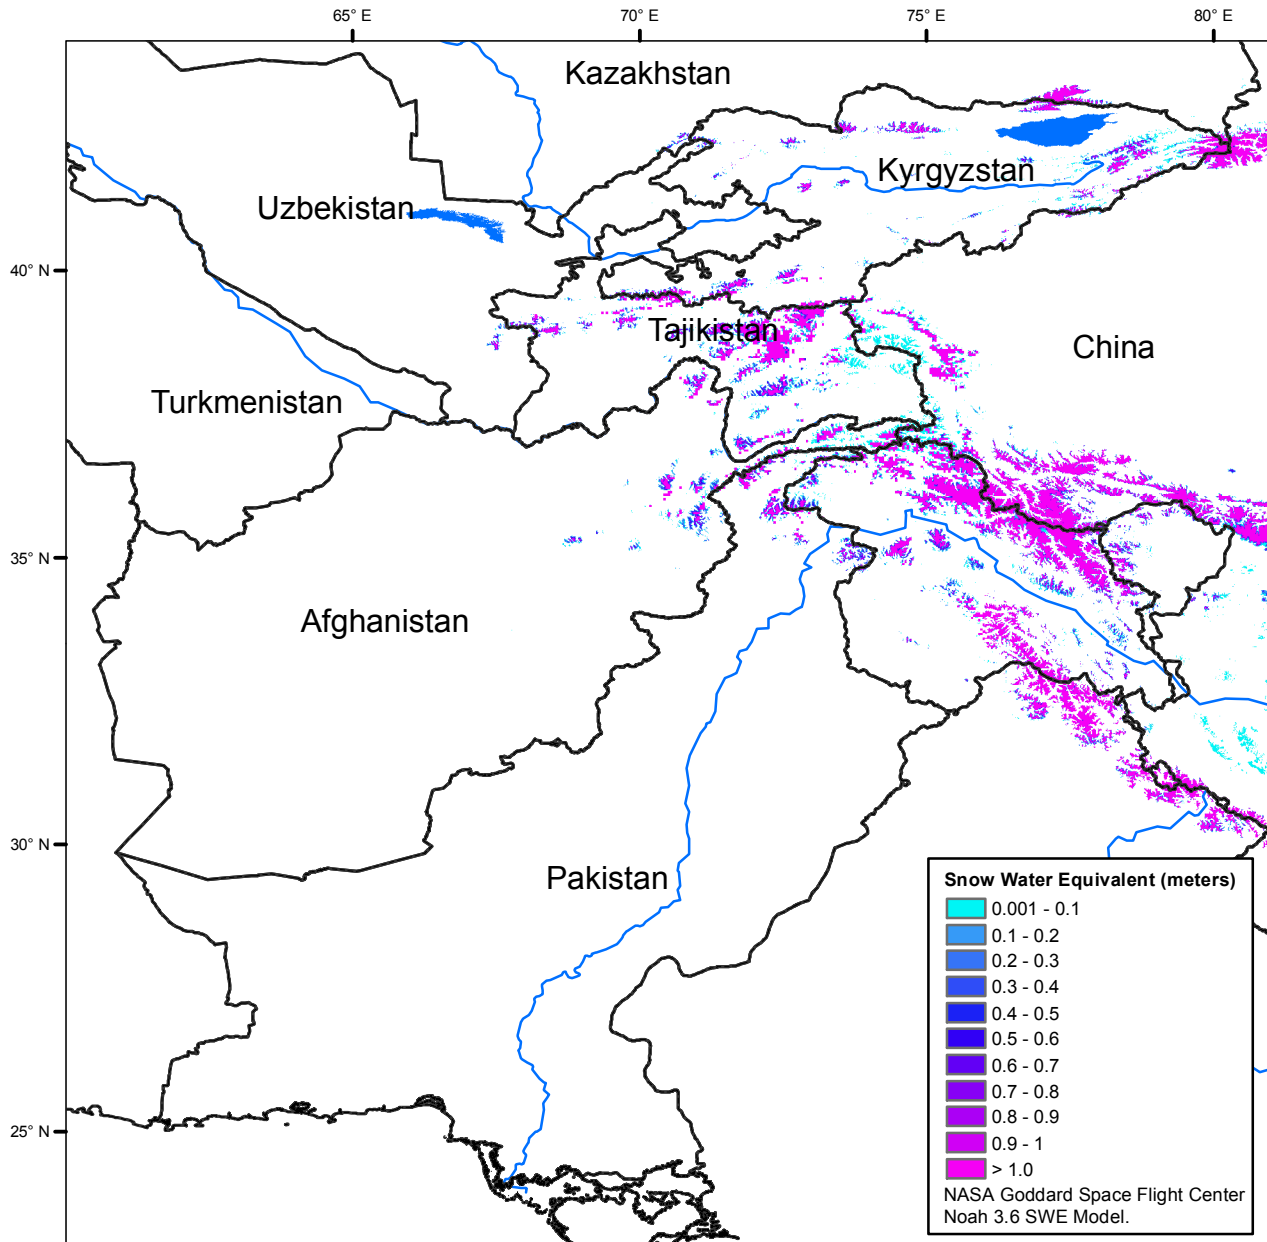 65° E
70° E
75° E
80° E
Kazakhstan
Kyrgyzstan
Uzbekistan
40° N
Tajikistan
China
Turkmenistan
35° N
Afghanistan
30° N
Pakistan
25° N
Snow Water Equivalent (meters)
0.001 - 0.1
0.1 - 0.2
0.2 - 0.3
0.3 - 0.4
0.4 - 0.5
0.5 - 0.6
0.6 - 0.7
0.7 - 0.8
0.8 - 0.9
0.9 - 1
> 1.0
NASA Goddard Space Flight Center
Noah 3.6 SWE Model.